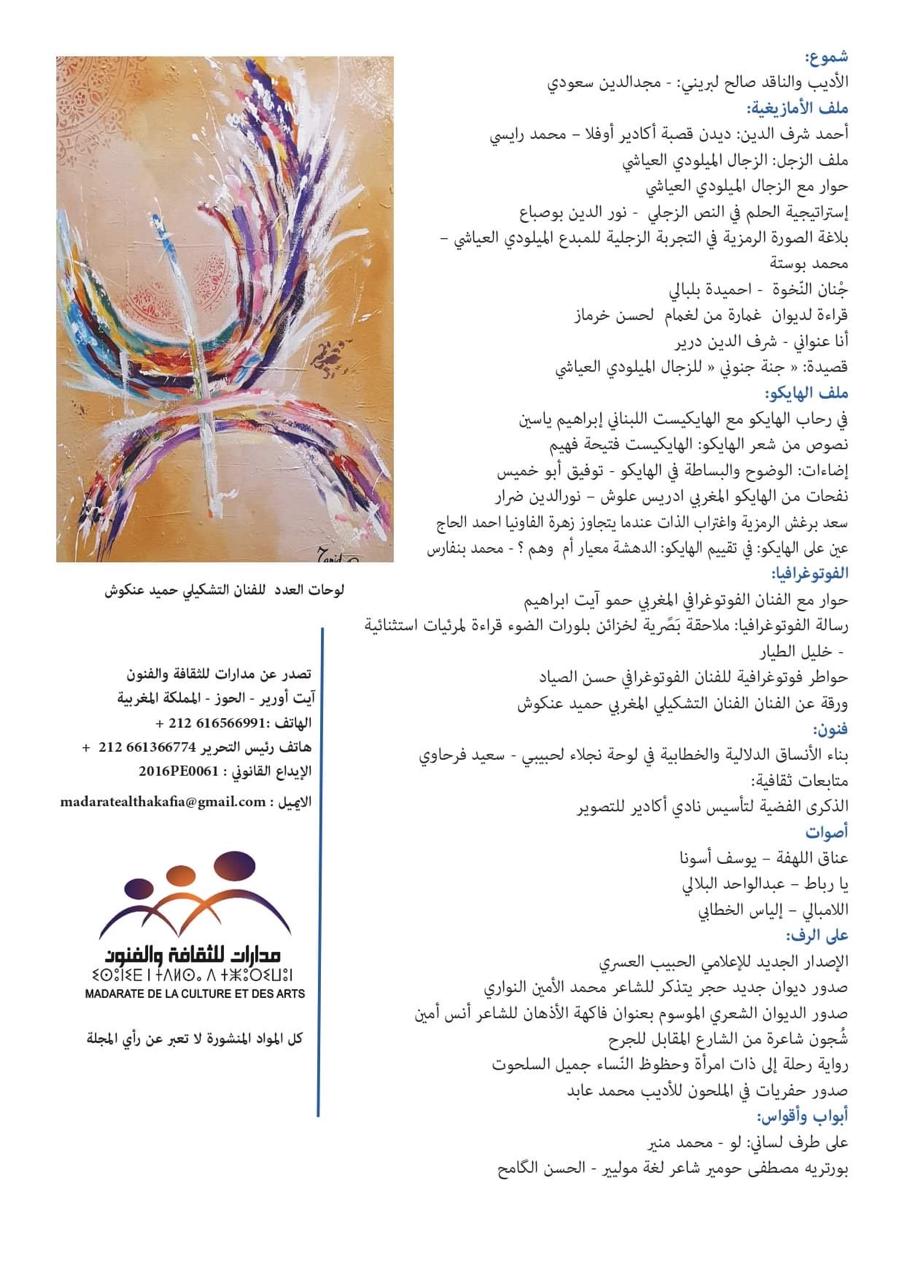 شموع:
الأديب والناقد صالح لبريني: - مجدالدين سعودي
ملف الأمازيغية:
أحمد شرف الدين: ديدن قصبة أكادير أوفلا – محمد رايسي
ملف الزجل: الزجال الميلودي العياشي
حوار مع الزجال الميلودي العياشي
إستراتيجية الحلم في النص الزجلي - نور الدين بوصباع
بلاغة الصورة الرمزية في التجربة الزجلية للمبدع الميلودي العياشي –
محمد بوستة
جْنان النّخوة - احميدة بلبالي
قراءة لديوان غمارة من لغمام لحسن خرماز
أنا عنواني - شرف الدين درير
قصيدة: « جنة جنوني « للزجال الميلودي العياشي
ملف الهايكو:
في رحاب الهايكو مع الهايكيست اللبناني إبراهيم ياسين
نصوص من شعر الهايكو: الهايكيست فتيحة فهيم
إضاءات: الوضوح والبساطة في الهايكو - توفيق أبو خميس
نفحات من الهايكو المغربي ادريس علوش – نورالدين ضرار
سعد برغش الرمزية واغتراب الذات عندما يتجاوز زهرة الفاونيا احمد الحاج
عين على الهايكو: في تقييم الهايكو: الدهشة معيار أم وهم ؟ - محمد بنفارس
الفوتوغرافيا:
حوار مع الفنان الفوتوغرافي المغربي حمو آيت ابراهيم
رسالة الفوتوغرافيا: ملاحقة بَصَرية لخزائن بلورات الضوء قراءة لمرئيات استثنائية
- خليل الطيار
حواطر فوتوغرافية للفنان الفوتوغرافي حسن الصياد
ورقة عن الفنان الفنان التشكيلي المغربي حميد عنكوش
فنون:
بناء الأنساق الدلالية والخطابية في لوحة نجلاء لحبيبي - سعيد فرحاوي
متابعات ثقافية:
الذكرى الفضية لتأسيس نادي أكادير للتصوير
أصوات
عناق اللهفة – يوسف أسونا
يا رباط – عبدالواحد البلالي
اللامبالي – إلياس الخطابي
على الرف:
الإصدار الجديد للإعلامي الحبيب العسري
صدور ديوان جديد حجر يتذكر للشاعر محمد الأمين النواري
صدور الديوان الشعري الموسوم بعنوان فاكهة الأذهان للشاعر أنس أمين
شُجون شاعرة من الشارع المقابل للجرح
رواية رحلة إلى ذات امرأة وحظوظ النّساء جميل السلحوت
صدور حفريات في الملحون للأديب محمد عابد
أبواب وأقواس:
على طرف لساني: لو - محمد منير
بورتريه مصطفى حومير شاعر لغة موليير - الحسن الگامح
لوحات العدد للفنان التشكيلي حميد عنكوش
تصدر عن مدارات للثقافة والفنون
آيت أورير - الحوز - المملكة المغربية
الهاتف :616566991 212 +
هاتف رئيس التحرير 661366774 212 +
الإيداع القانوني : 2016PE0061
الايميل : madaratealthakafia@gmail.com
مدارات للثقافة والفنون
ⵉⵙⵓⵏⵉⴹ ⵏ ⵜⴷⵍⵙⴰ ⴷ ⵜⵣⵓⵔⵉⵡⵉⵏ
MADARATE DE LA CULTURE ET DES ARTS
كل المواد المنشورة لا تعبر عن رأي المجلة